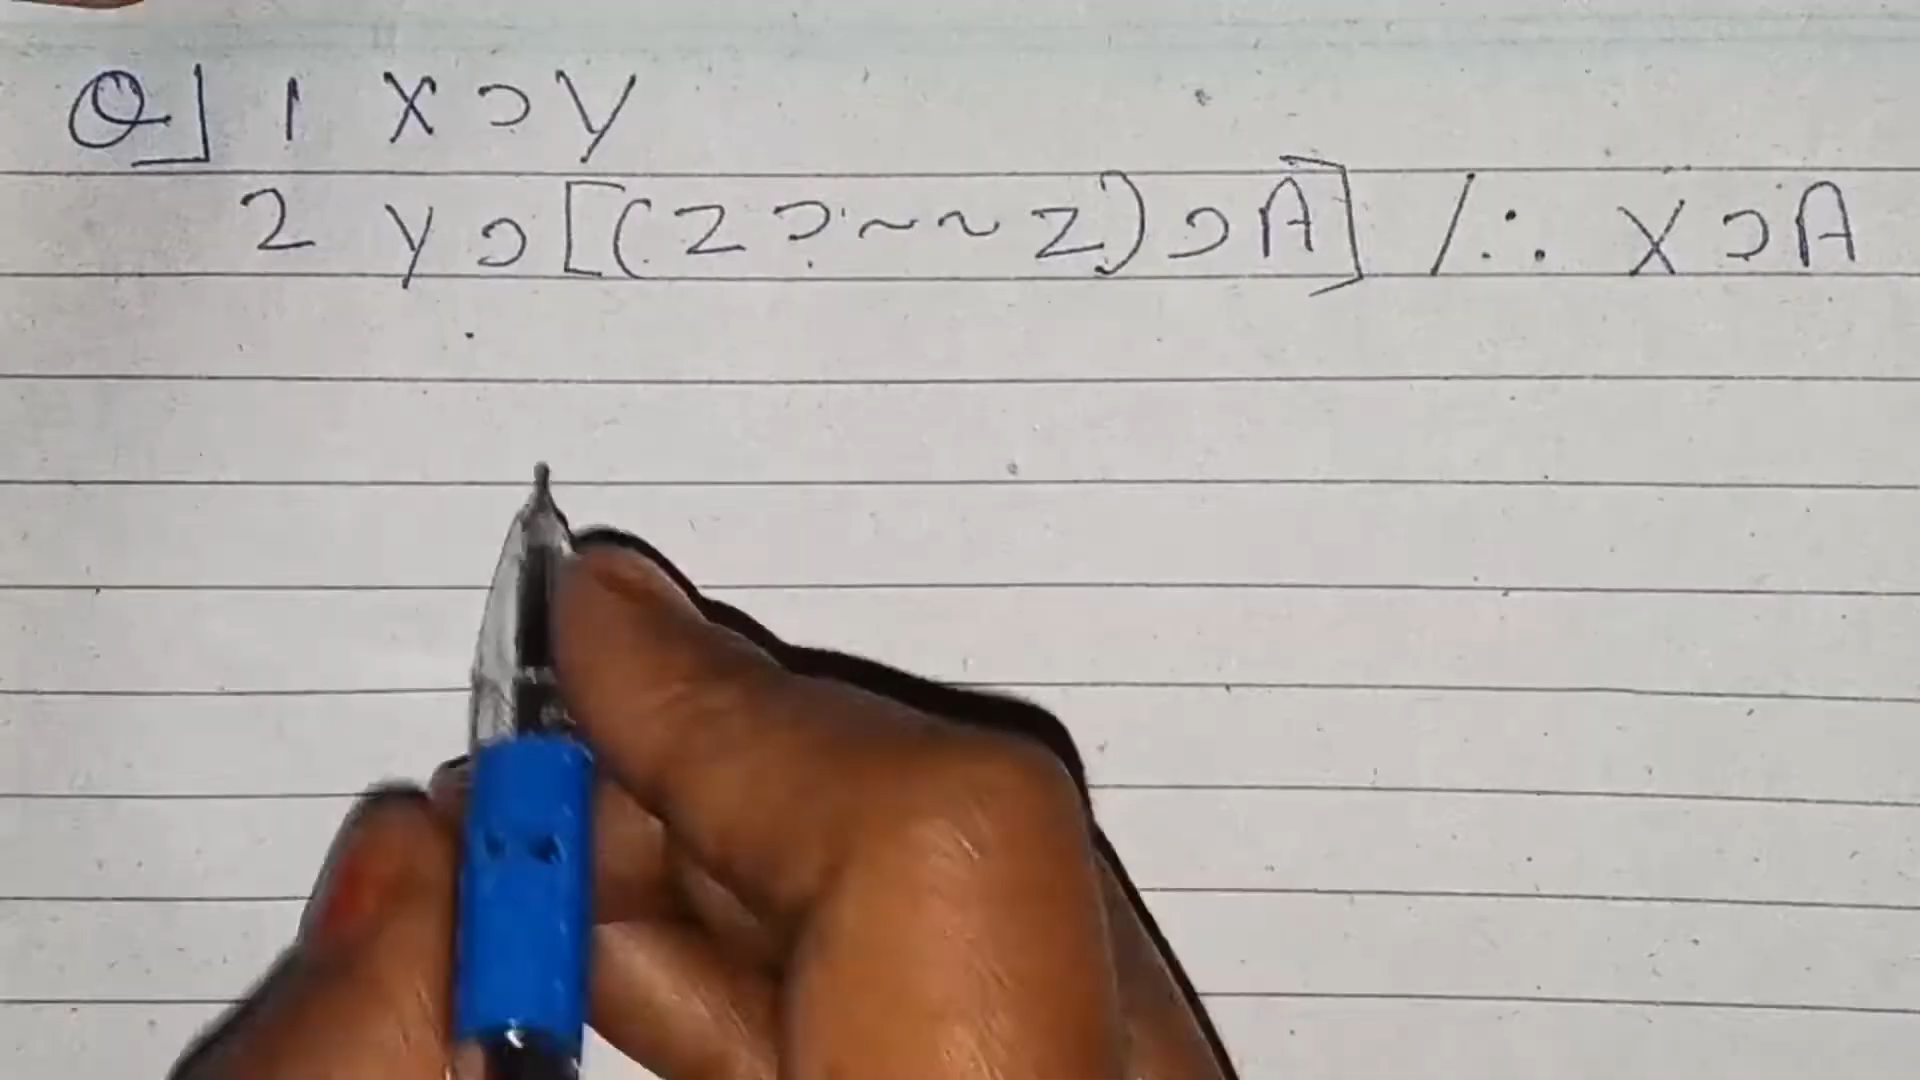 Q] 1 X ⊃ Y
2 Y ⊃ [(Z ⊃ ~ ~ Z) ⊃ A] /∴ X ⊃ A